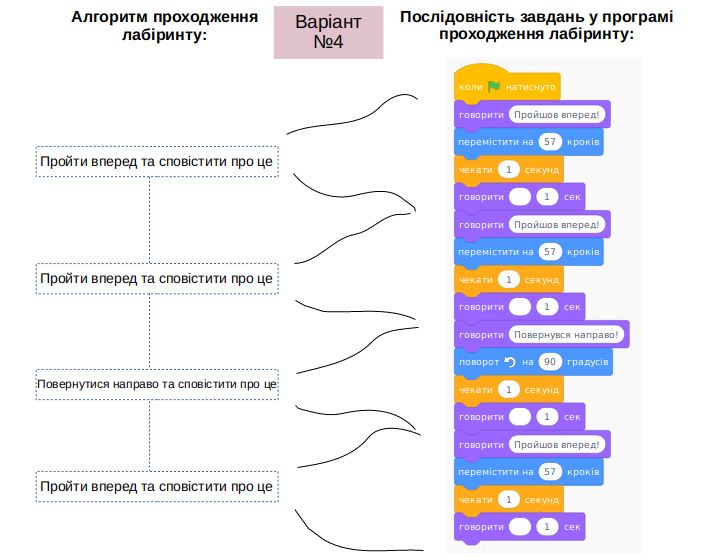 Алгоритм проходження
лабіринту:
Варіант
№4
Послідовність завдань у програмі
проходження лабіринту:
Пройти вперед та сповістити про це
Пройти вперед та сповістити про це
Повернутися направо та сповістити про це
Пройти вперед та сповістити про це
коли натиснуто
говорити Пройшов вперед!
перемістити на 57 кроків
чекати 1 секунд
говорити 1 сек
говорити Пройшов вперед!
перемістити на 57 кроків
чекати 1 секунд
говорити 1 сек
говорити Повернувся направо!
поворот на 90 градусів
чекати 1 секунд
говорити 1 сек
говорити Пройшов вперед!
перемістити на 57 кроків
чекати 1 секунд
говорити 1 сек